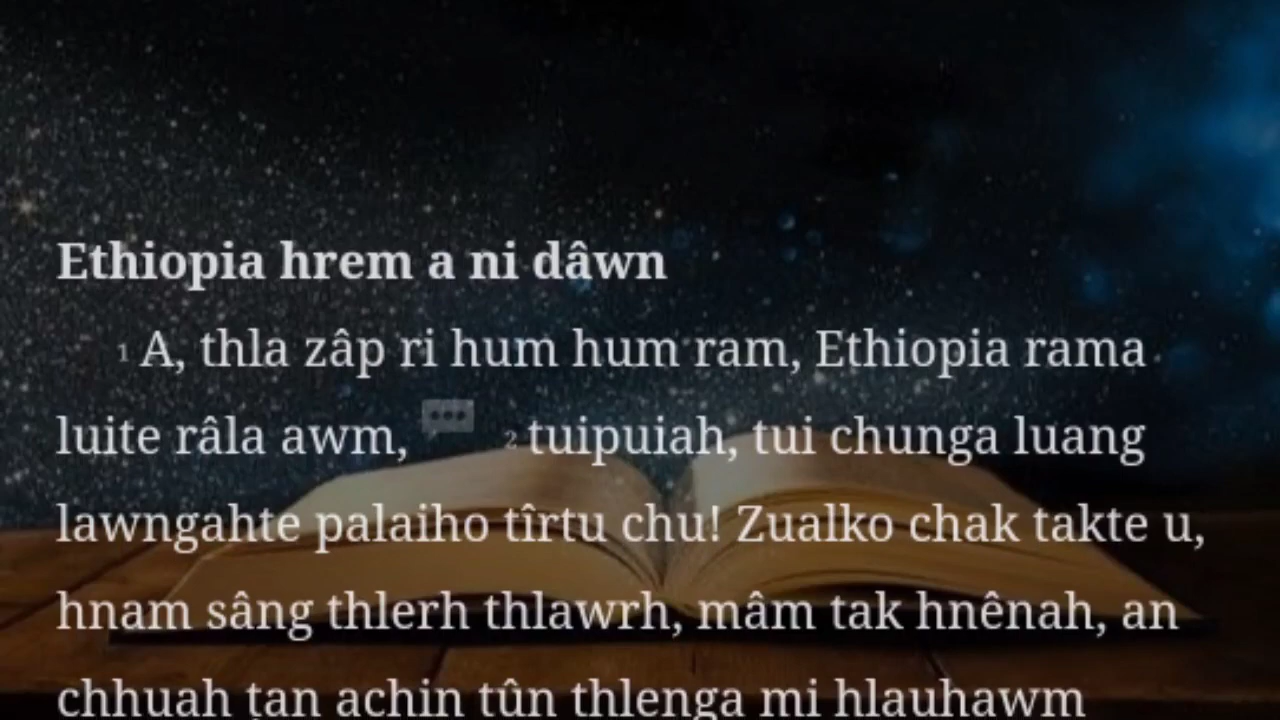 Ethiopia hrem a ni dâwn
1 A, thla zâp ri hum hum ram, Ethiopia rama
luite râla awm, 2 tuipuiah, tui chunga luang
lawngahte palaiho tîrtu chu! Zualko chak takte u,
hnam sâng thlerh thlawrh, mâm tak hnênah, an
chhuah ṭan achin tûn thlenga mi hlauhawm